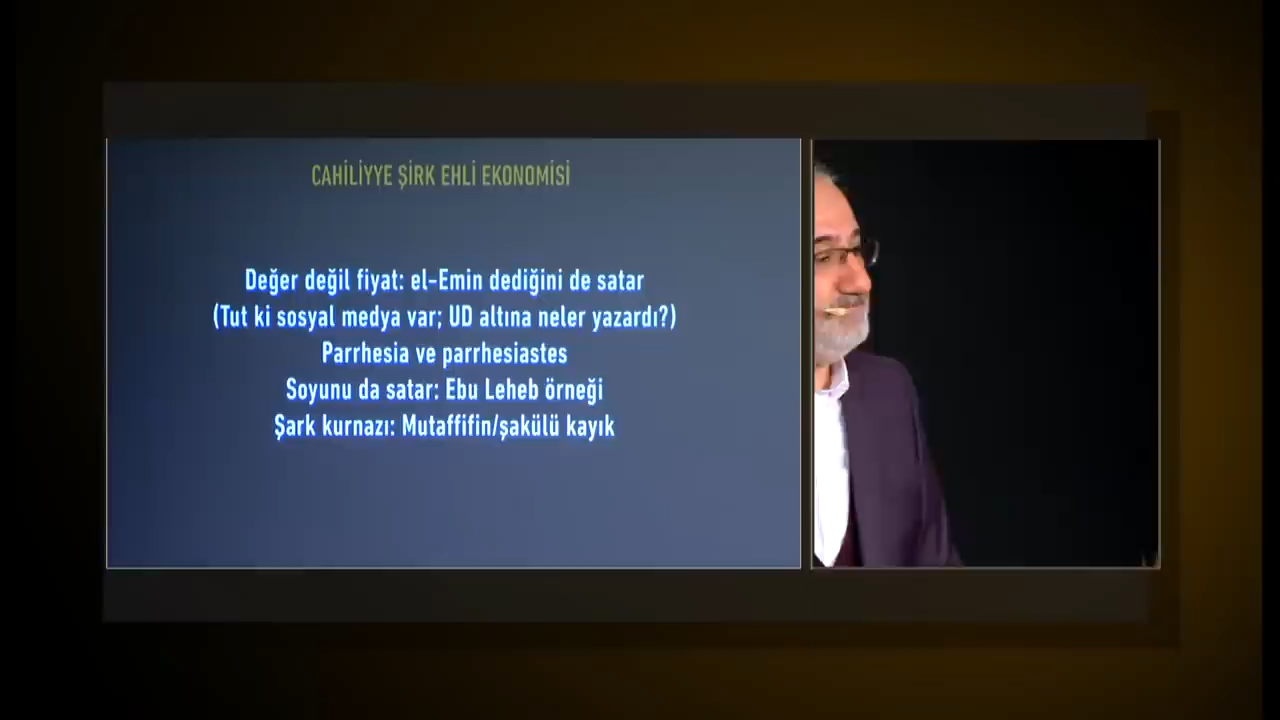 CAHİLİYYE ŞİRK EHLİ EKONOMİSİ
Değer değil fiyat: el-Emin dediğini de satar
(Tut ki sosyal medya var; UD altına neler yazardı?)
Parrhesia ve parrhesiastes
Soyunu da satar: Ebu Leheb örneği
Şark kurnazı: Mutaffifin/şakülü kayık